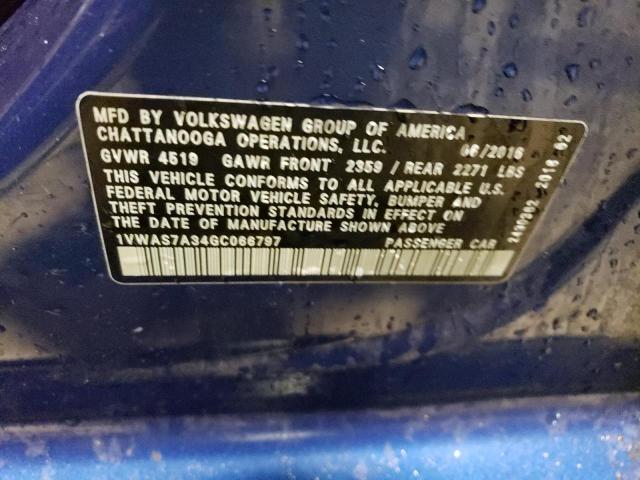 MFD BY VOLKSWAGEN GROUP OF AMERICA
CHATTANOOGA OPERATIONS, LLC. 06/2016
GVWR 4519 GAWR FRONT 2359 / REAR 2271 LBS
THIS VEHICLE CONFORMS TO ALL APPLICABLE U.S.
FEDERAL MOTOR VEHICLE SAFETY, BUMPER AND
THEFT PREVENTION STANDARDS IN EFFECT ON
THE DATE OF MANUFACTURE SHOWN ABOVE
1VWAS7A34GC066797 PASSENGER CAR
2016